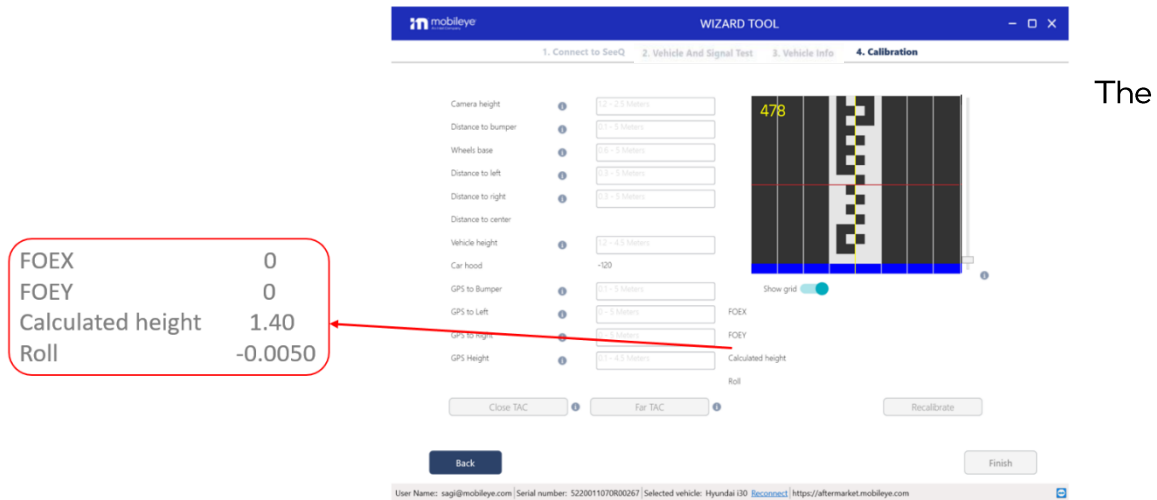 mobileye
WIZARD TOOL
1. Connect to SeeQ 2. Vehicle And Signal Test 3. Vehicle Info 4. Calibration
The
Camera height 1.2 - 2.5 Meters
478
Distance to bumper 0.1 - 5 Meters
Wheels base 0.6 - 5 Meters
Distance to left 0.3 - 5 Meters
Distance to right 0.3 - 5 Meters
Distance to center
Vehicle height 1.2 - 4.5 Meters
Car hood -120
GPS to Bumper 0.1 - 5 Meters
Show grid
GPS to Left 0 - 5 Meters
FOEX
GPS to Right 0 - 5 Meters
FOEY
GPS Height 0.1 - 4.5 Meters
Calculated height
Roll
FOEX 0
FOEY 0
Calculated height 1.40
Roll -0.0050
Close TAC Far TAC Recalibrate
Back Finish
User Name: sagi@mobileye.com Serial number: 5220011070R00267 Selected vehicle: Hyundai i30 Reconnect https://aftermarket.mobileye.com